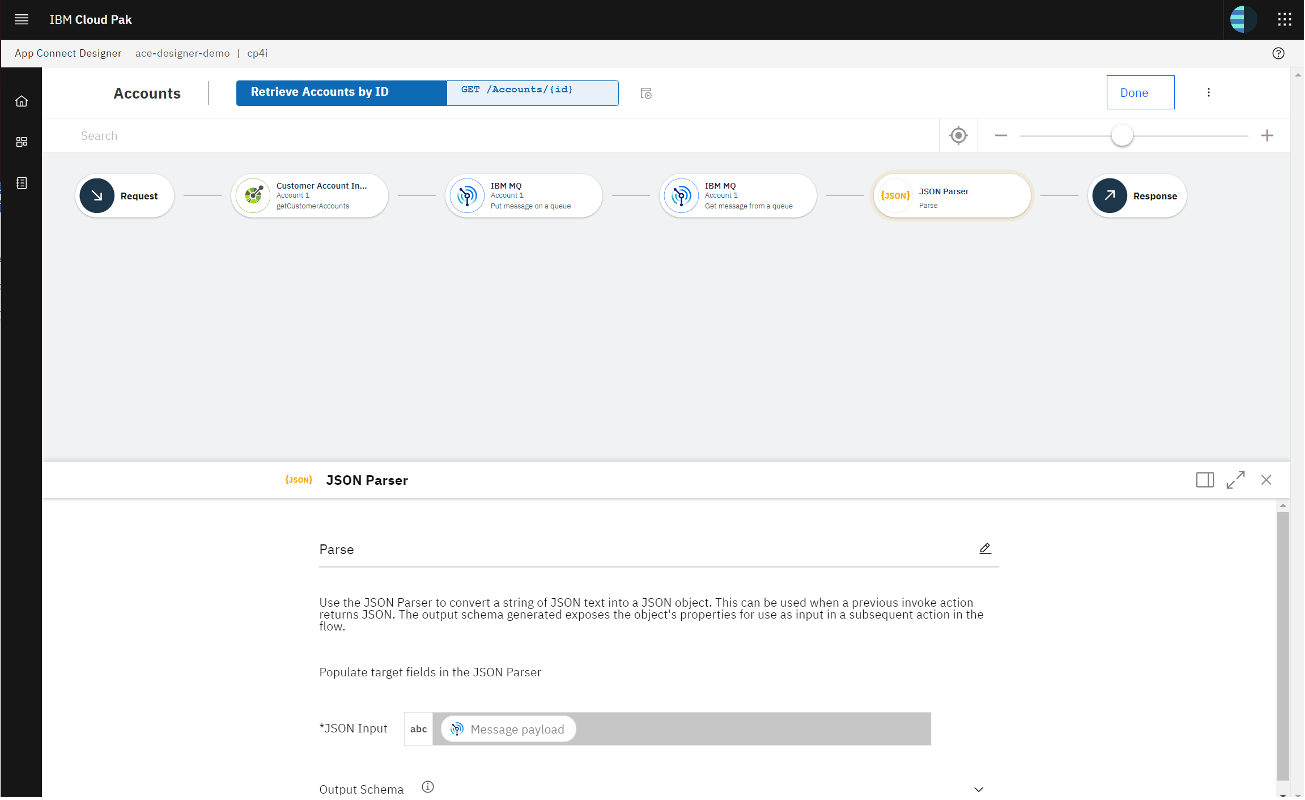 IBM Cloud Pak
App Connect Designer ace-designer-demo | cp4i
Accounts
Retrieve Accounts by ID
GET /Accounts/{id}
Done
Search
Request
Customer Account In...
Account 1
getCustomerAccounts
IBM MQ
Account 1
Put message on a queue
IBM MQ
Account 1
Get message from a queue
{JSON}
JSON Parser
Parse
Response
{JSON} JSON Parser
Parse
Use the JSON Parser to convert a string of JSON text into a JSON object. This can be used when a previous invoke action
returns JSON. The output schema generated exposes the object's properties for use as input in a subsequent action in the
flow.
Populate target fields in the JSON Parser
*JSON Input abc Message payload
Output Schema